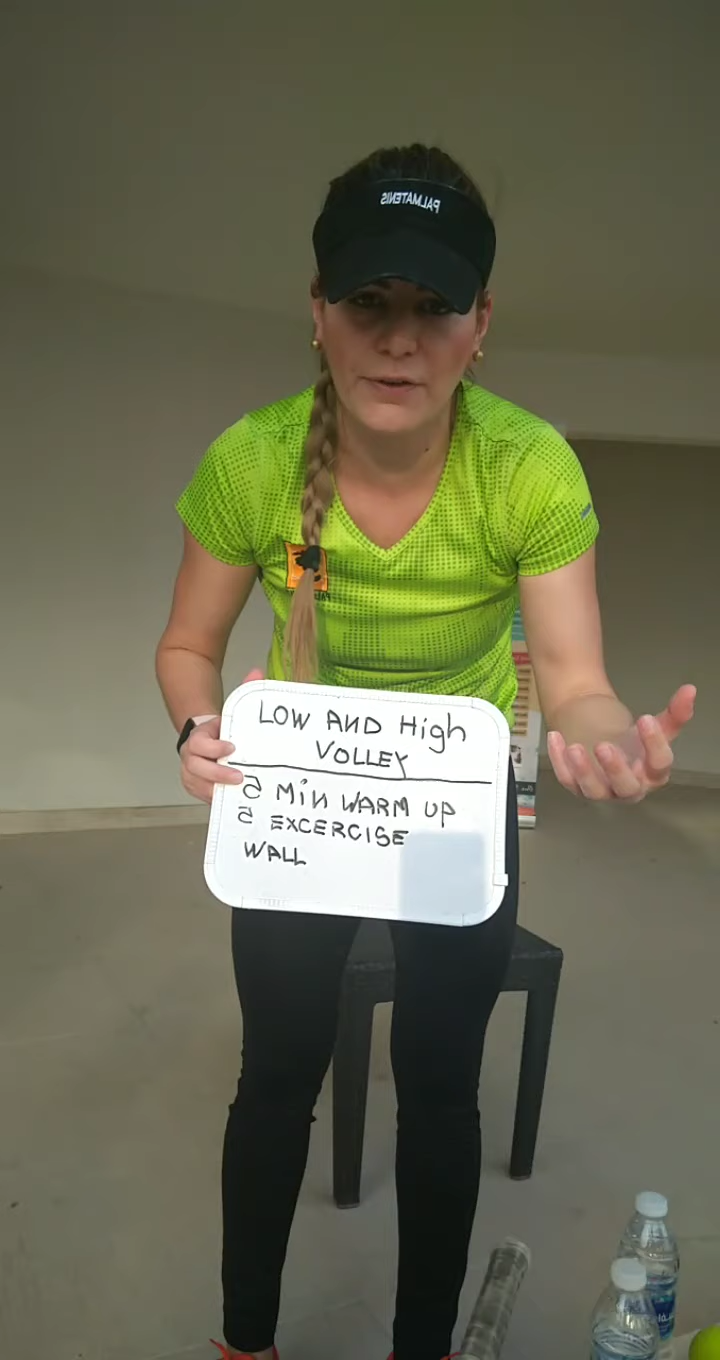 PALMATENIS
LOW AND High
VOLLEY
5 MiN WARM UP
5 EXCERCISE
WALL